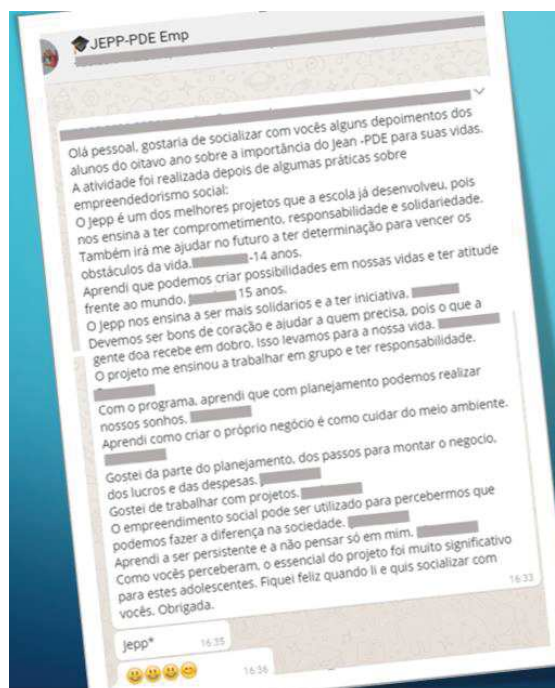 🎓JEPP-PDE Emp
Olá pessoal, gostaria de socializar com vocês alguns depoimentos dos
alunos do oitavo ano sobre a importância do Jean -PDE para suas vidas.
A atividade foi realizada depois de algumas práticas sobre
empreendedorismo social:
O Jepp é um dos melhores projetos que a escola já desenvolveu, pois
nos ensina a ter comprometimento, responsabilidade e solidariedade.
Também irá me ajudar no futuro a ter determinação para vencer os
obstáculos da vida. -14 anos.
Aprendi que podemos criar possibilidades em nossas vidas e ter atitude
frente ao mundo. 15 anos.
O Jepp nos ensina a ser mais solidarios e a ter iniciativa.
Devemos ser bons de coração e ajudar a quem precisa, pois o que a
gente doa recebe em dobro. Isso levamos para a nossa vida.
O projeto me ensinou a trabalhar em grupo e ter responsabilidade.
Com o programa, aprendi que com planejamento podemos realizar
nossos sonhos.
Aprendi como criar o próprio negócio é como cuidar do meio ambiente.
Gostei da parte do planejamento, dos passos para montar o negocio,
dos lucros e das despesas.
Gostei de trabalhar com projetos.
O empreendimento social pode ser utilizado para percebermos que
podemos fazer a diferença na sociedade.
Aprendi a ser persistente e a não pensar só em mim.
Como vocês perceberam, o essencial do projeto foi muito significativo
para estes adolescentes. Fiquei feliz quando li e quis socializar com
vocês. Obrigada.
16:33
Jepp* 16:35
16:36